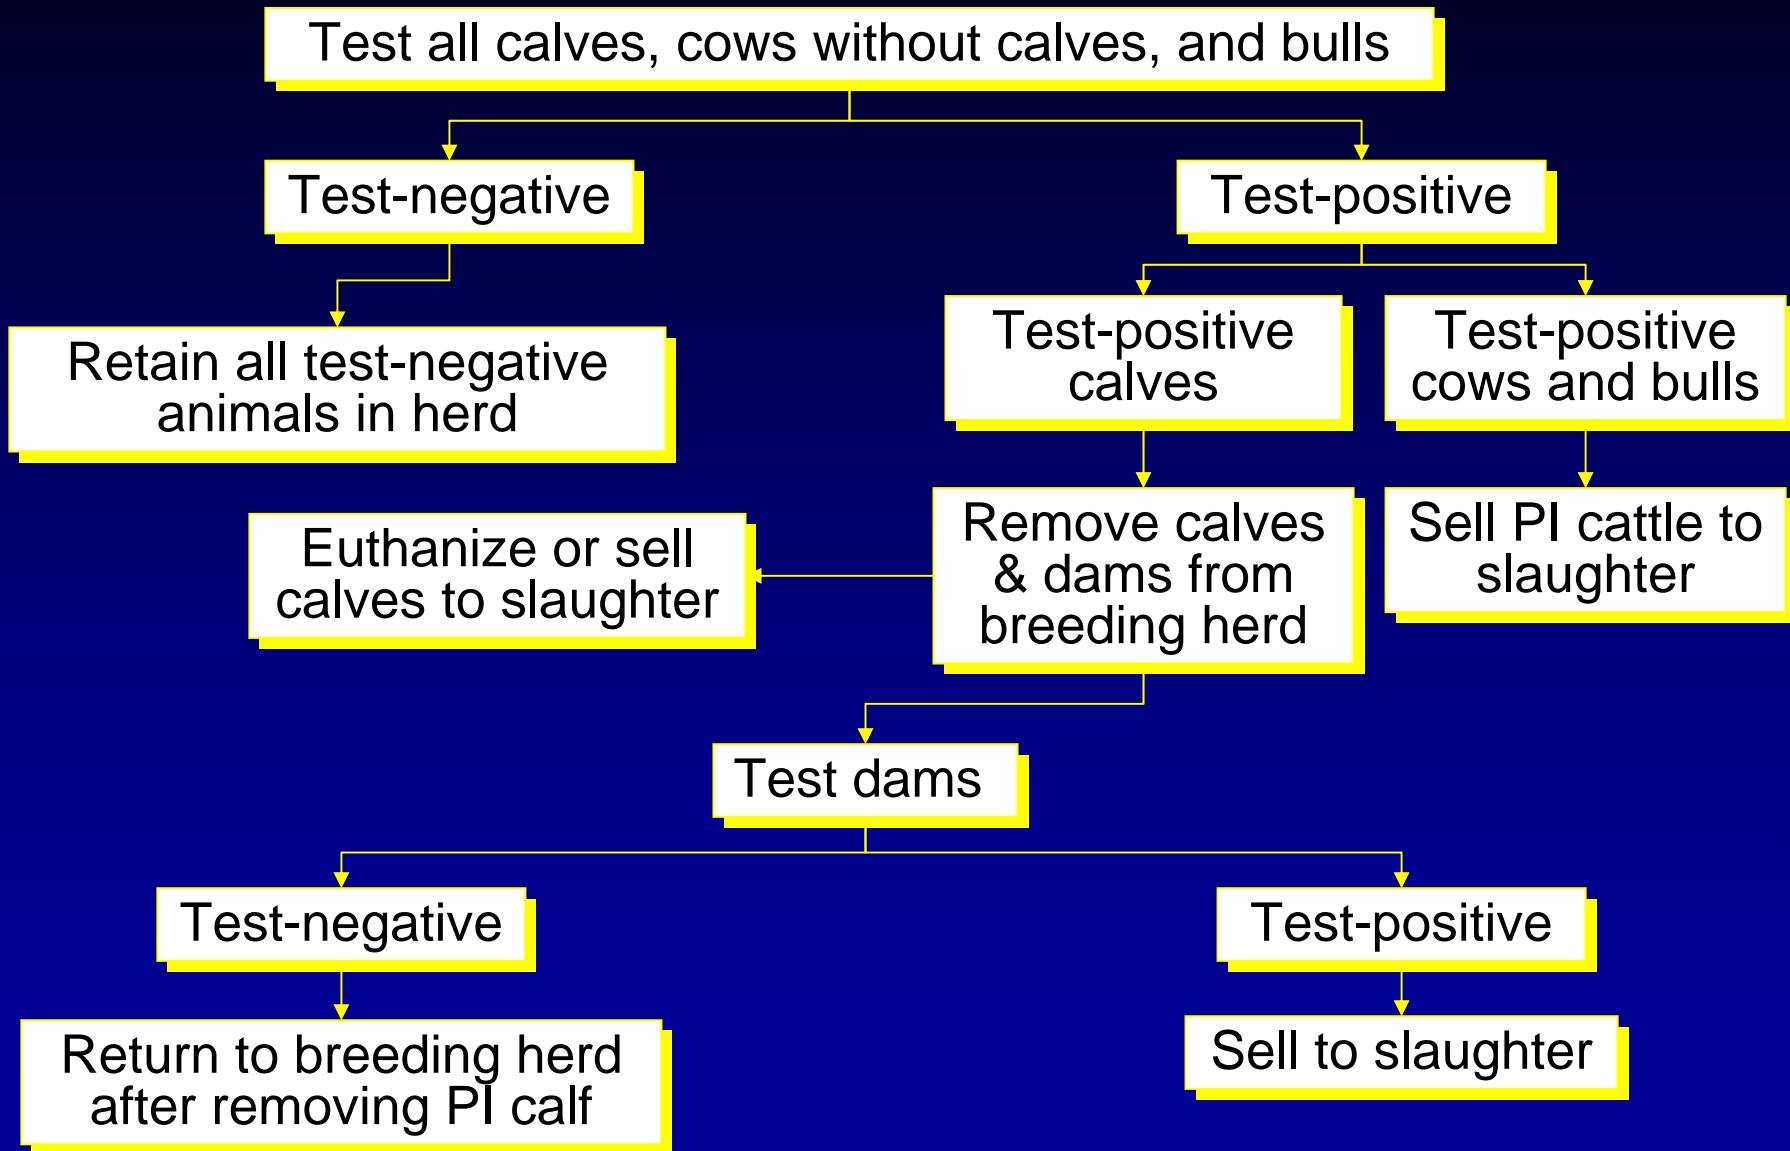 Test all calves, cows without calves, and bulls
Test-negative
Test-positive
Retain all test-negative
animals in herd
Test-positive
calves
Test-positive
cows and bulls
Euthanize or sell
calves to slaughter
Remove calves
& dams from
breeding herd
Sell PI cattle to
slaughter
Test dams
Test-negative
Test-positive
Return to breeding herd
after removing PI calf
Sell to slaughter